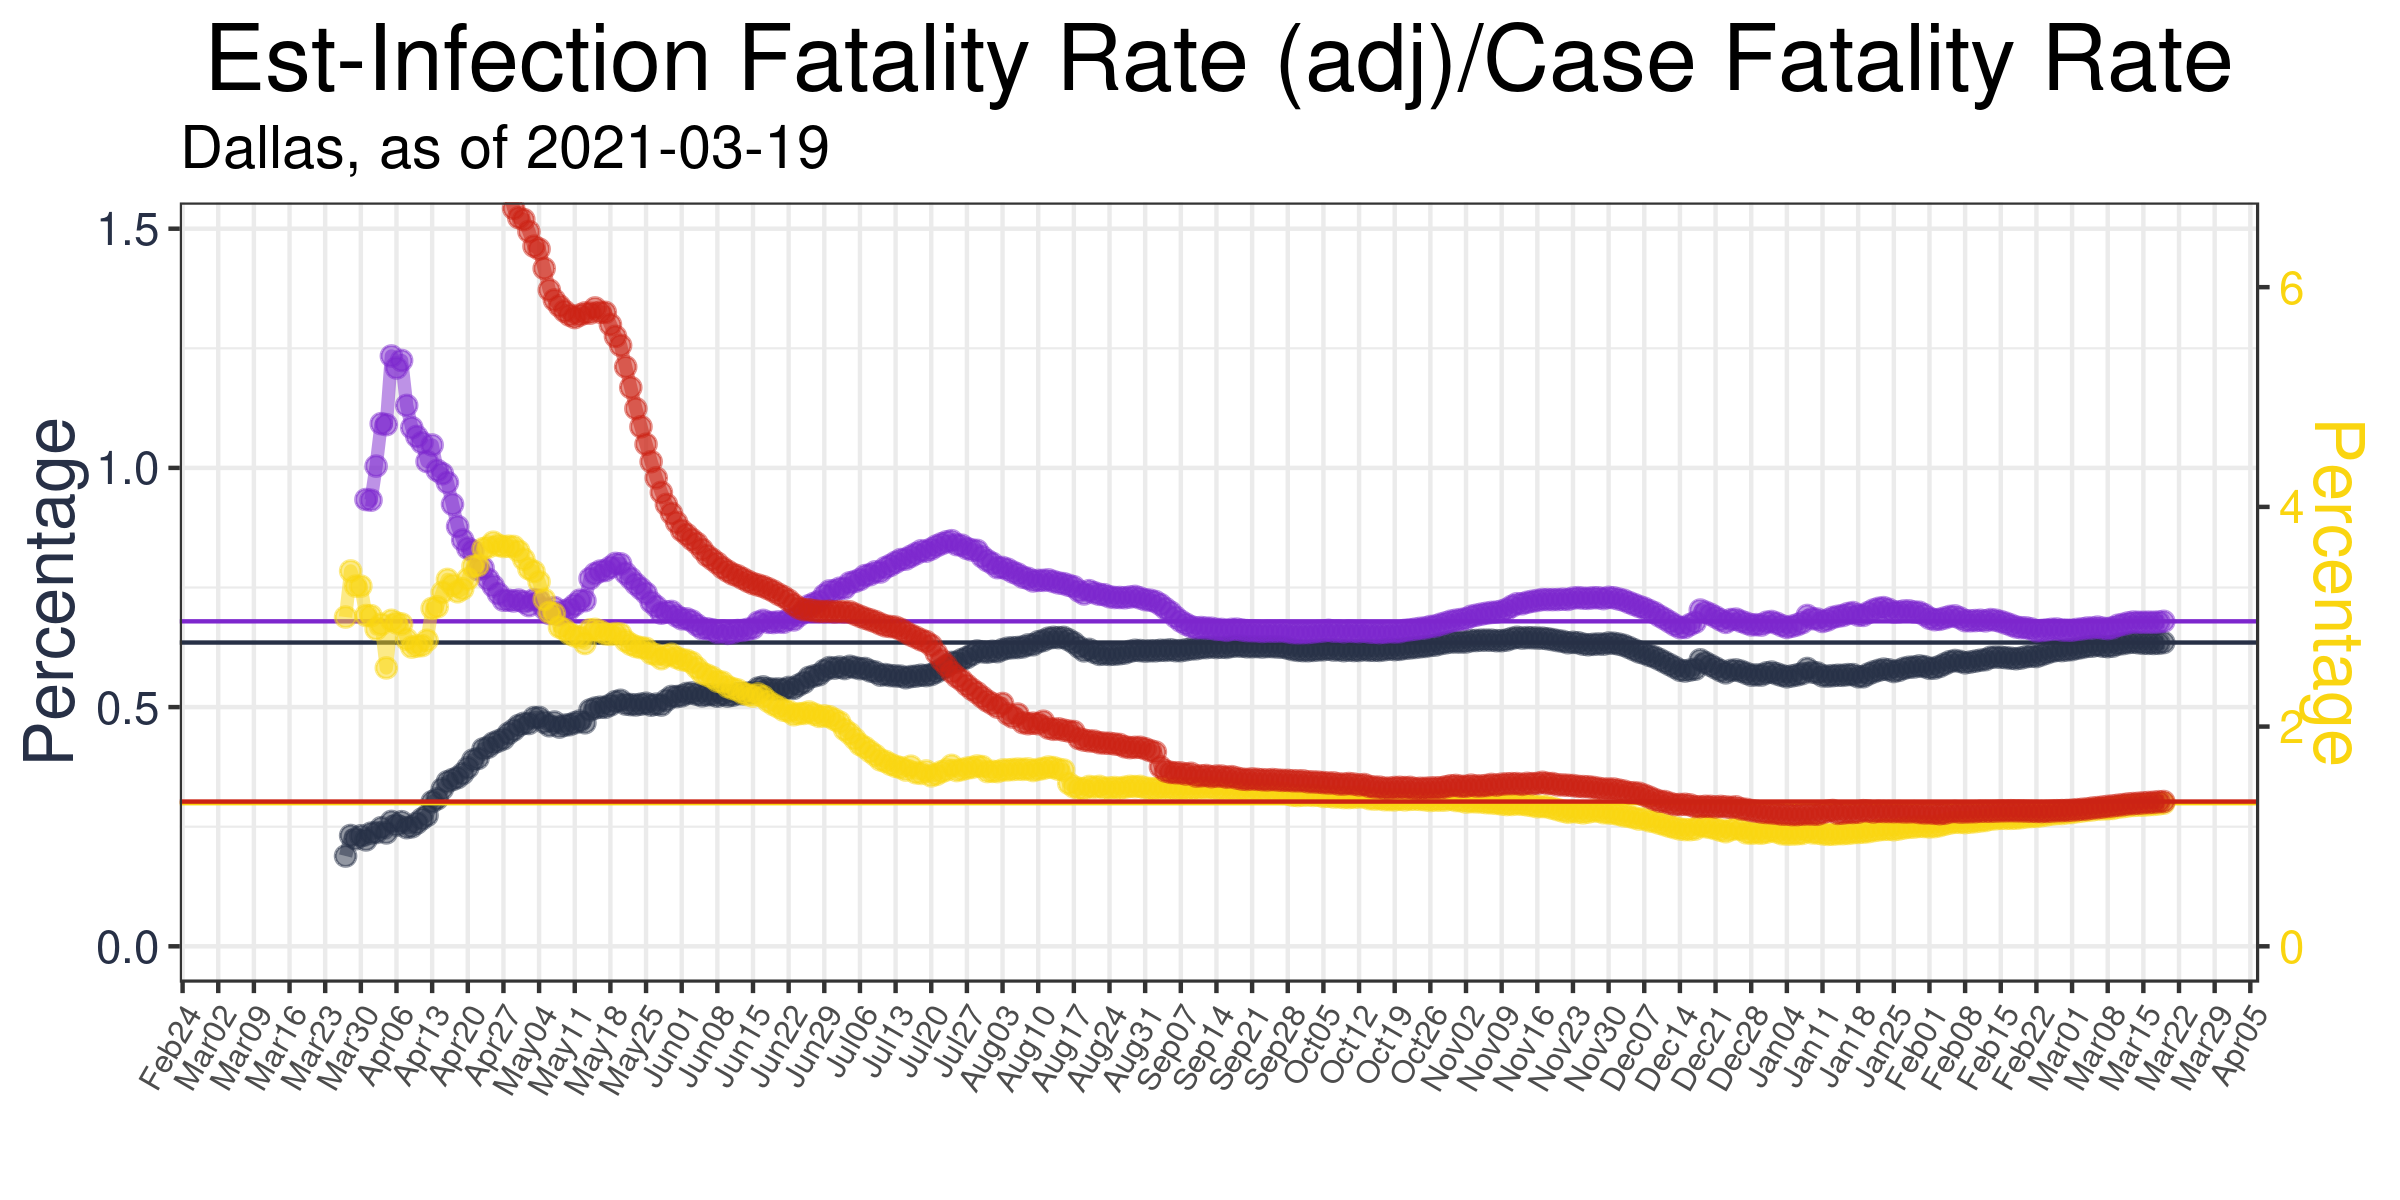 Est-Infection Fatality Rate (adj)/Case Fatality Rate
Dallas, as of 2021-03-19
Percentage
1.5
1.0
0.5
0.0
6
4
2
0
Percentage
Feb24
Mar02
Mar09
Mar16
Mar23
Mar30
Apr06
Apr13
Apr20
Apr27
May04
May11
May18
May25
Jun01
Jun08
Jun15
Jun22
Jun29
Jul06
Jul13
Jul20
Jul27
Aug03
Aug10
Aug17
Aug24
Aug31
Sep07
Sep14
Sep21
Sep28
Oct05
Oct12
Oct19
Oct26
Nov02
Nov09
Nov16
Nov23
Nov30
Dec07
Dec14
Dec21
Dec28
Jan04
Jan11
Jan18
Jan25
Feb01
Feb08
Feb15
Feb22
Mar01
Mar08
Mar15
Mar22
Mar29
Apr05